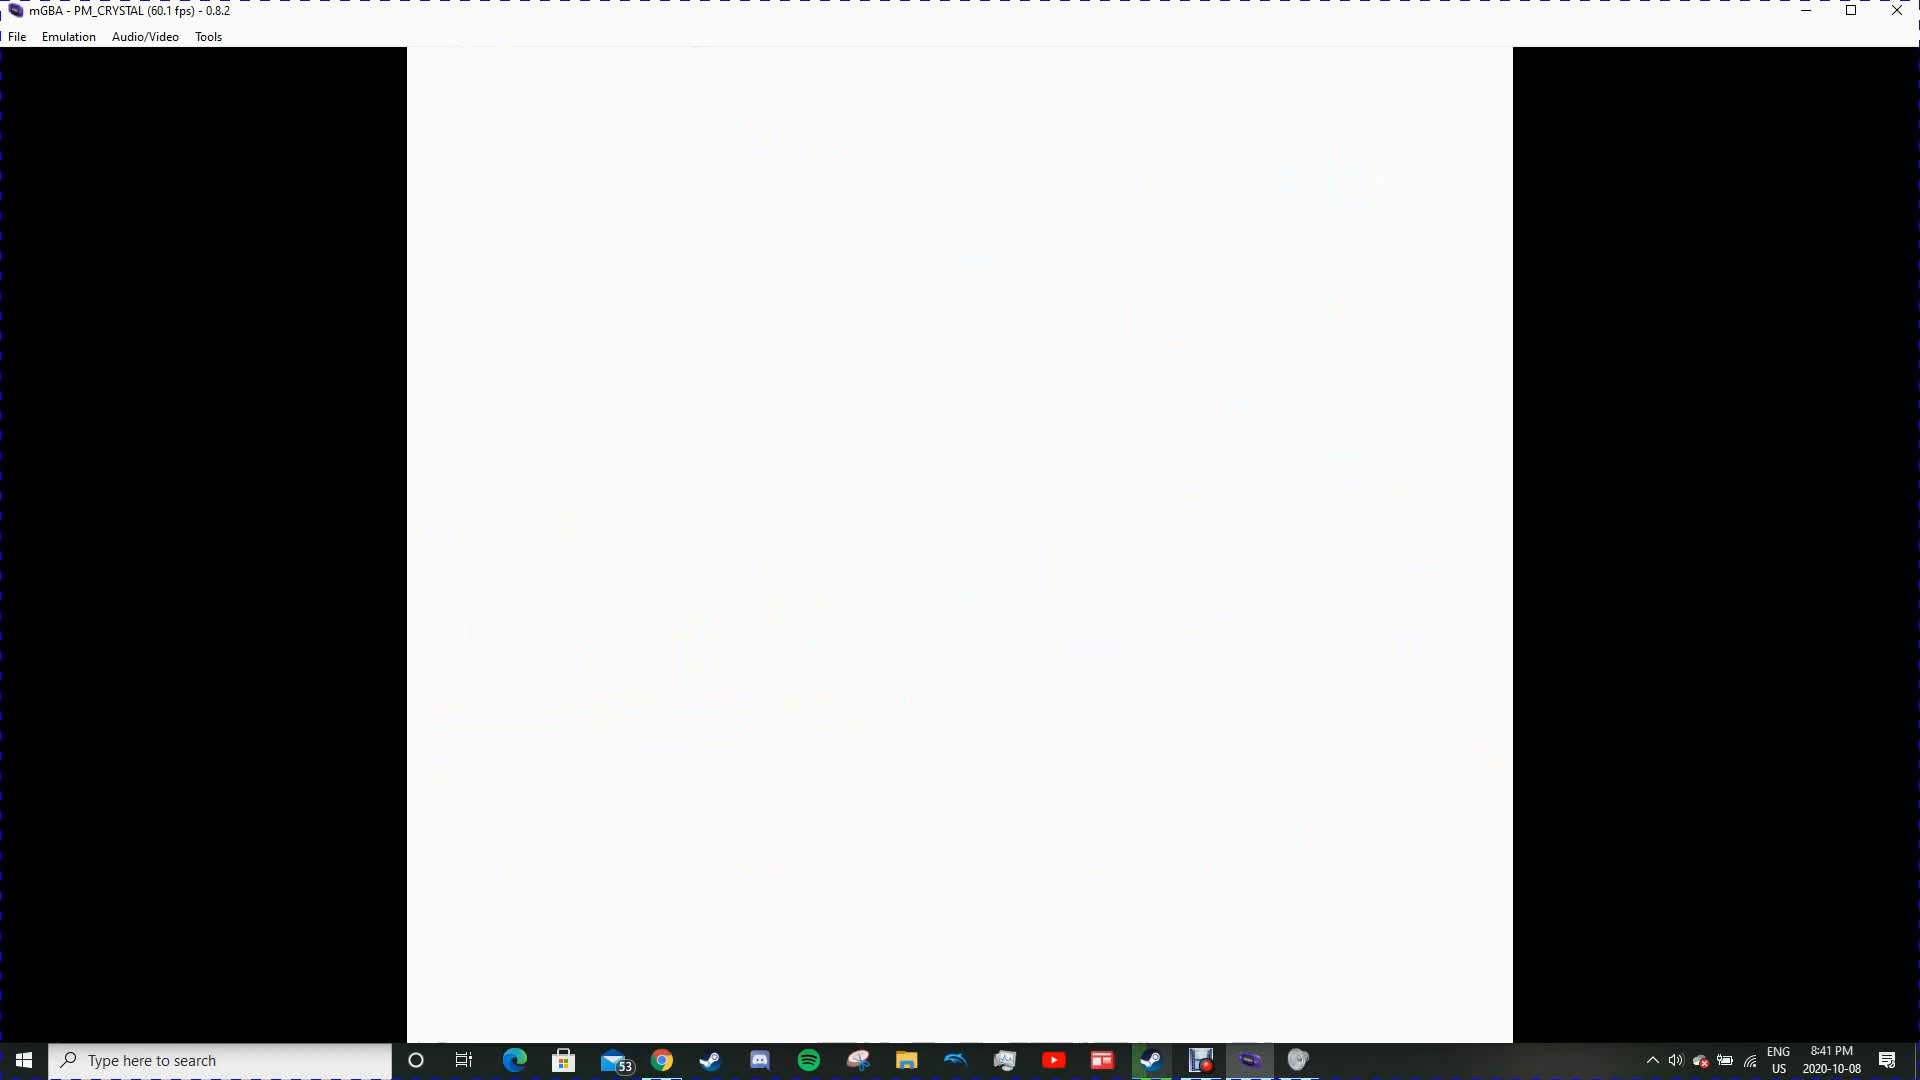 mGBA - PM_CRYSTAL (60.1 fps) - 0.8.2
File Emulation Audio/Video Tools
Type here to search
53
ENG
US
8:41 PM
2020-10-08